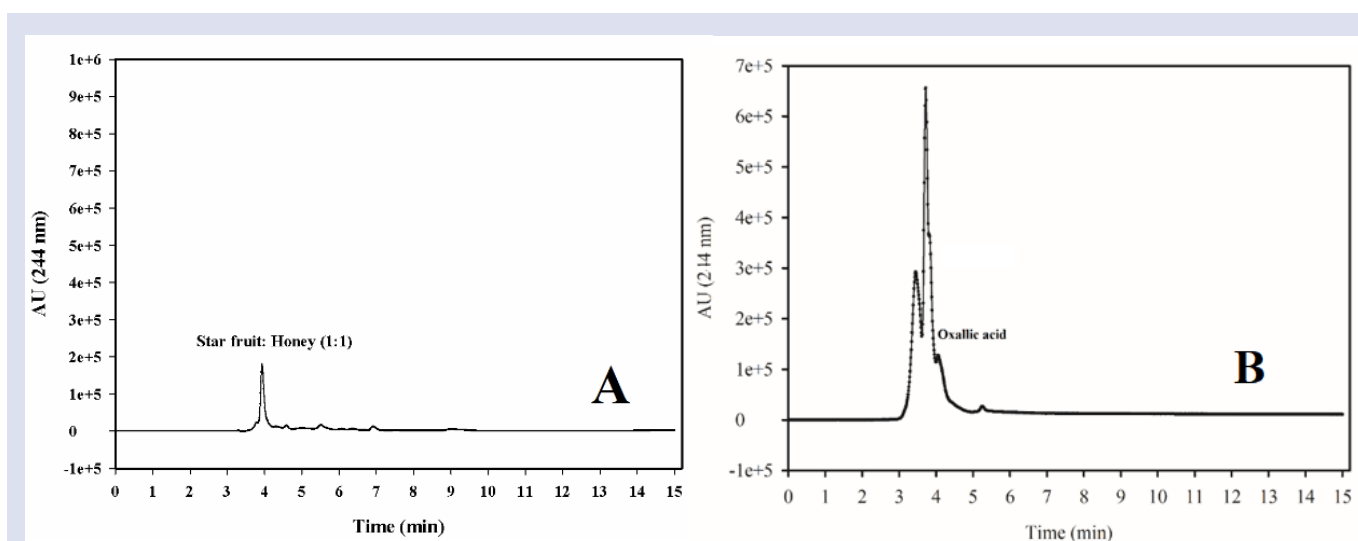 1e+6
9e+5
8e+5
7e+5
6e+5
5e+5
4e+5
3e+5
2e+5
1e+5
0
-1e+5
AU (244 nm)
Star fruit: Honey (1:1)
A
0 1 2 3 4 5 6 7 8 9 10 11 12 13 14 15
Time (min)
7e+5
6e+5
5e+5
4e+5
3e+5
2e+5
1e+5
0
-1e+5
AU (244 nm)
Oxallic acid
B
0 1 2 3 4 5 6 7 8 9 10 11 12 13 14 15
Time (min)